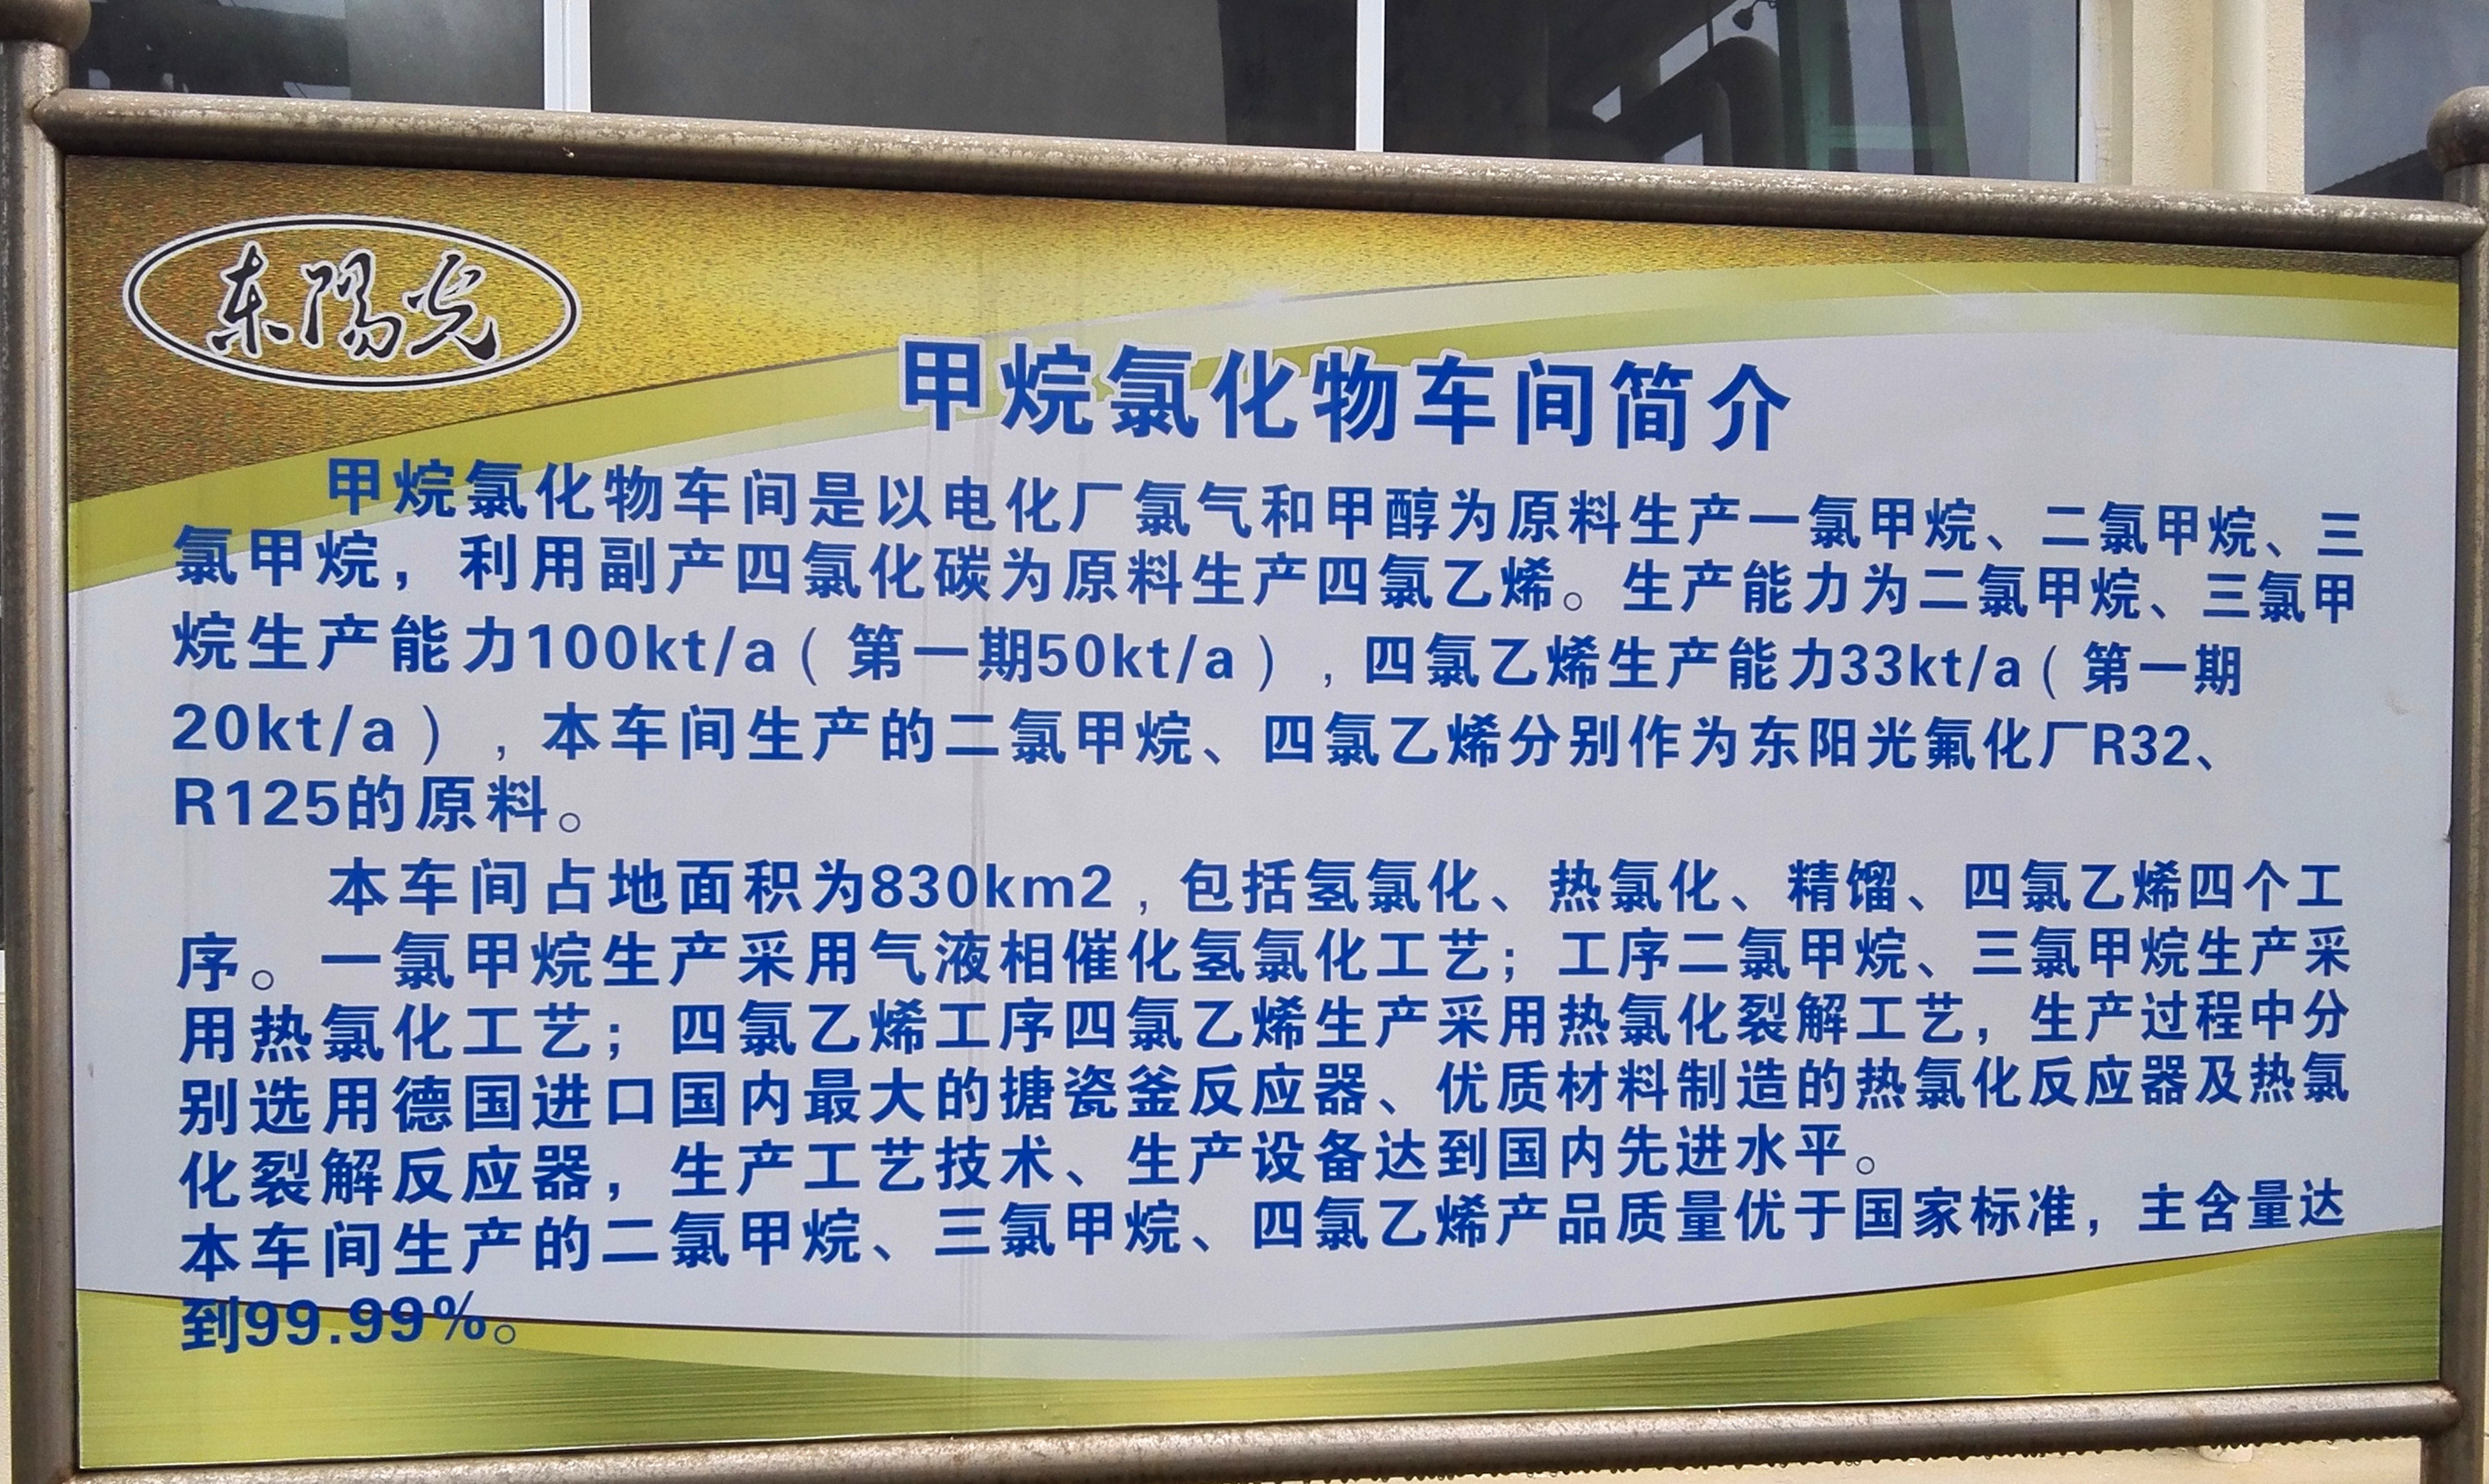 东阳光
甲烷氯化物车间简介
甲烷氯化物车间是以电化厂氯气和甲醇为原料生产一氯甲烷、二氯甲烷、三
氯甲烷，利用副产四氯化碳为原料生产四氯乙烯。生产能力为二氯甲烷、三氯甲
烷生产能力100kt/a（第一期50kt/a），四氯乙烯生产能力33kt/a（第一期
20kt/a），本车间生产的二氯甲烷、四氯乙烯分别作为东阳光氟化厂R32、
R125的原料。
本车间占地面积为830km2，包括氢氯化、热氯化、精馏、四氯乙烯四个工
序。一氯甲烷生产采用气液相催化氢氯化工艺；工序二氯甲烷、三氯甲烷生产采
用热氯化工艺；四氯乙烯工序四氯乙烯生产采用热氯化裂解工艺，生产过程中分
别选用德国进口国内最大的搪瓷釜反应器、优质材料制造的热氯化反应器及热氯
化裂解反应器，生产工艺技术、生产设备达到国内先进水平。
本车间生产的二氯甲烷、三氯甲烷、四氯乙烯产品质量优于国家标准，主含量达
到99.99%。